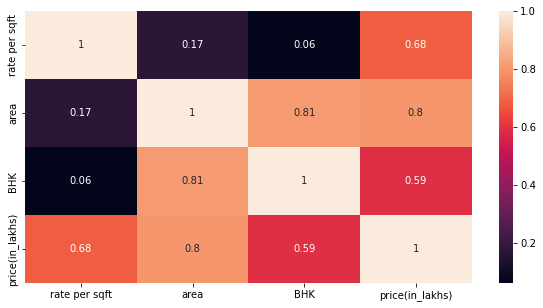 rate per sqft
1
0.17
0.06
0.68
area
0.17
1
0.81
0.8
BHK
0.06
0.81
1
0.59
price(in_lakhs)
0.68
0.8
0.59
1
rate per sqft
area
BHK
price(in_lakhs)
1.0
0.8
0.6
0.4
0.2